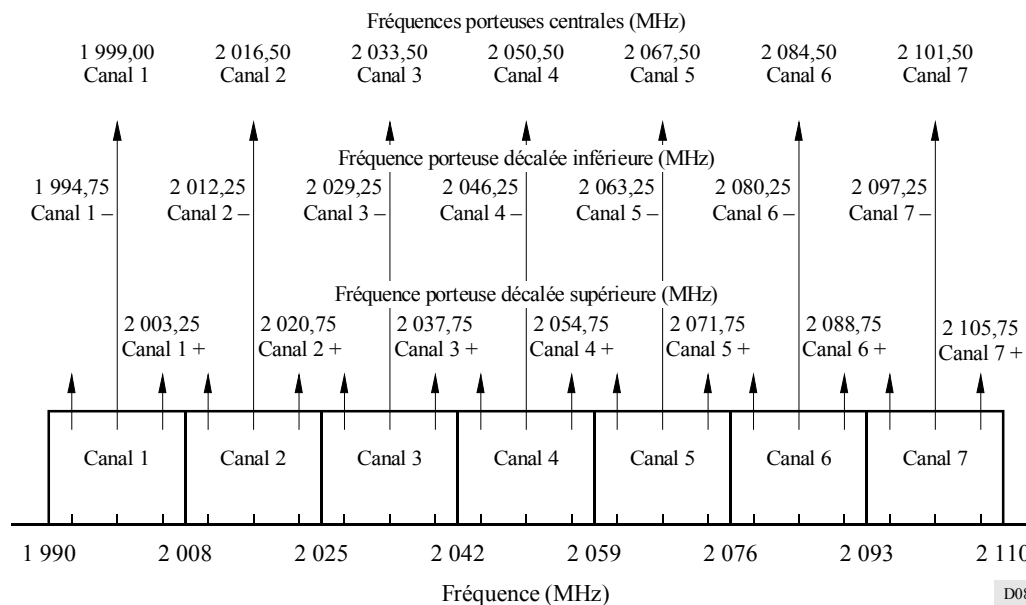 Fréquences porteuses centrales (MHz)
1 999,00 2 016,50 2 033,50 2 050,50 2 067,50 2 084,50 2 101,50
Canal 1 Canal 2 Canal 3 Canal 4 Canal 5 Canal 6 Canal 7
Fréquence porteuse décalée inférieure (MHz)
1 994,75 2 012,25 2 029,25 2 046,25 2 063,25 2 080,25 2 097,25
Canal 1 – Canal 2 – Canal 3 – Canal 4 – Canal 5 – Canal 6 – Canal 7 –
Fréquence porteuse décalée supérieure (MHz)
2 003,25 2 020,75 2 037,75 2 054,75 2 071,75 2 088,75 2 105,75
Canal 1 + Canal 2 + Canal 3 + Canal 4 + Canal 5 + Canal 6 + Canal 7 +
Canal 1 Canal 2 Canal 3 Canal 4 Canal 5 Canal 6 Canal 7
1 990 2 008 2 025 2 042 2 059 2 076 2 093 2 110
Fréquence (MHz)
D08